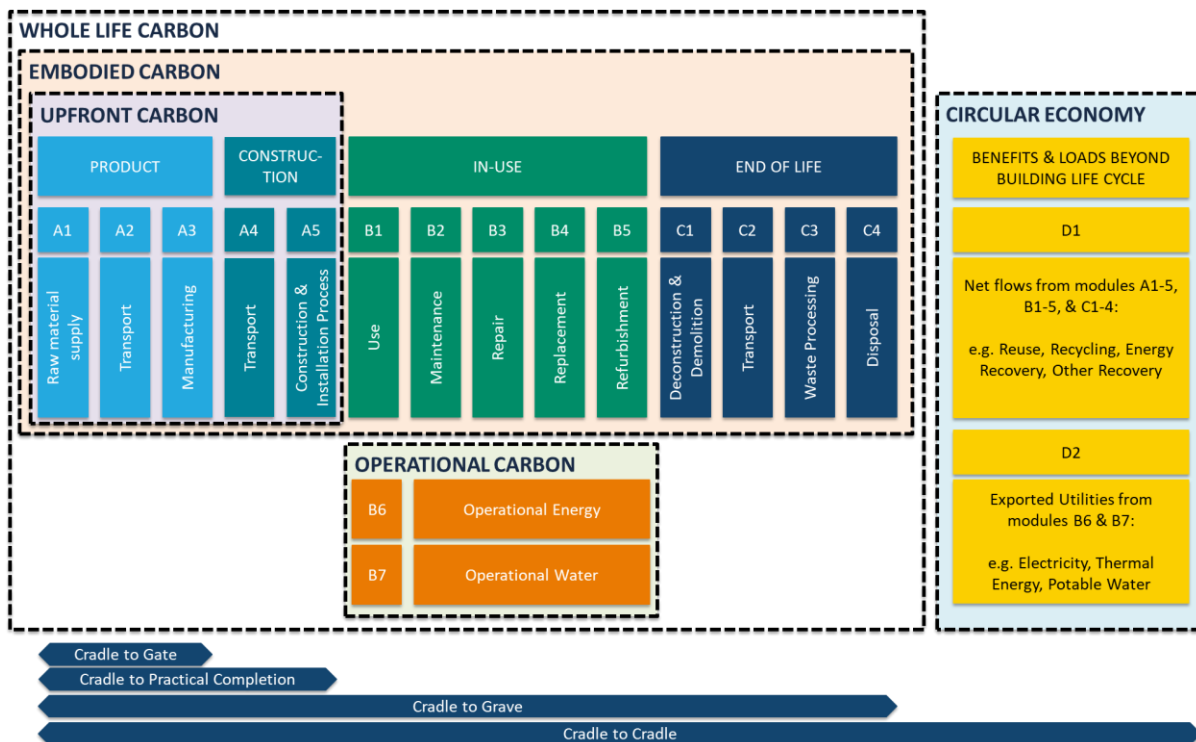 WHOLE LIFE CARBON
EMBODIED CARBON
UPFRONT CARBON
PRODUCT
CONSTRUC-
TION
IN-USE
END OF LIFE
A1
A2
A3
A4
A5
B1
B2
B3
B4
B5
C1
C2
C3
C4
Raw material
supply
Transport
Manufacturing
Transport
Construction &
Installation Process
Use
Maintenance
Repair
Replacement
Refurbishment
Deconstruction &
Demolition
Transport
Waste Processing
Disposal
OPERATIONAL CARBON
B6
Operational Energy
B7
Operational Water
CIRCULAR ECONOMY
BENEFITS & LOADS BEYOND
BUILDING LIFE CYCLE
D1
Net flows from modules A1-5,
B1-5, & C1-4:
e.g. Reuse, Recycling, Energy
Recovery, Other Recovery
D2
Exported Utilities from
modules B6 & B7:
e.g. Electricity, Thermal
Energy, Potable Water
Cradle to Gate
Cradle to Practical Completion
Cradle to Grave
Cradle to Cradle